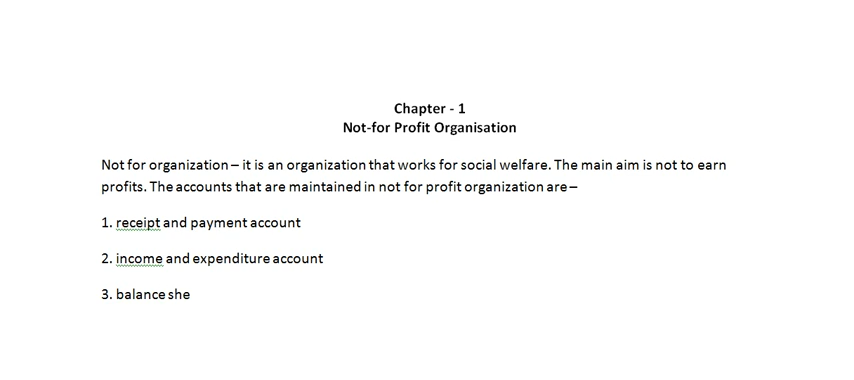 Chapter - 1
Not-for Profit Organisation
Not for organization – it is an organization that works for social welfare. The main aim is not to earn
profits. The accounts that are maintained in not for profit organization are –
1. receipt and payment account
2. income and expenditure account
3. balance she